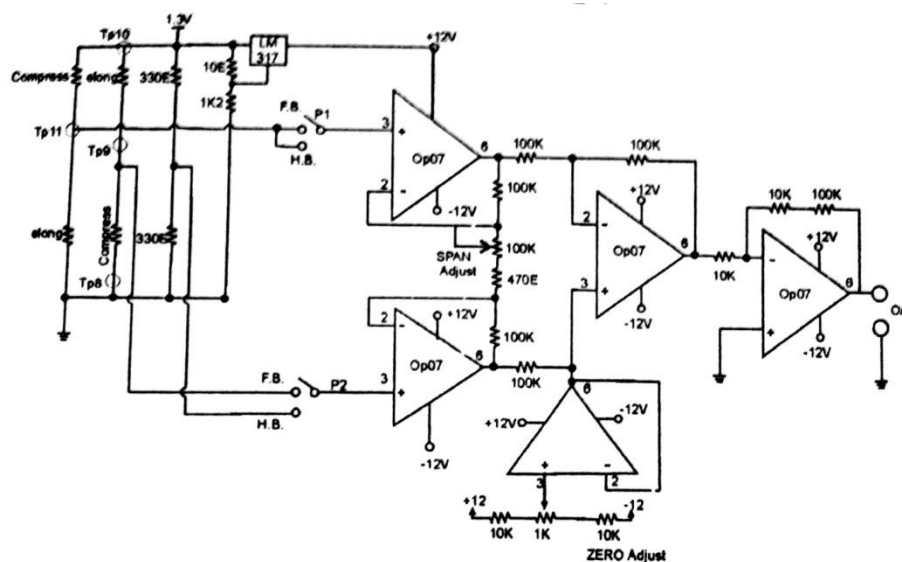 1.3V
Tp10
LM
317
+12V
Compress
elong
330E
10E
1K2
F.B.
P1
H.B.
Tp11
Tp9
3
+
Op07
6
2
-
-12V
100K
100K
100K
100K
SPAN
Adjust
470E
elong
Compress
330E
Tp8
2
-
+12V
Op07
6
3
+
-12V
100K
100K
2
-
+12V
Op07
6
3
+
-12V
10K
10K
100K
-
+12V
Op07
6
+
-12V
F.B.
P2
H.B.
6
+12V
-12V
+
-
3
2
+12
-12
10K
1K
10K
ZERO Adjust